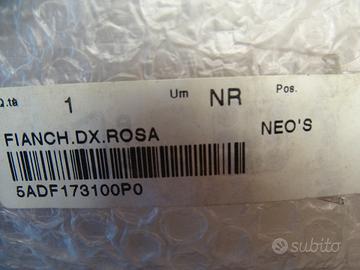 Q.tà 1 Um NR Pos.
FIANCH.DX.ROSA NEO'S
5ADF173100P0
subito